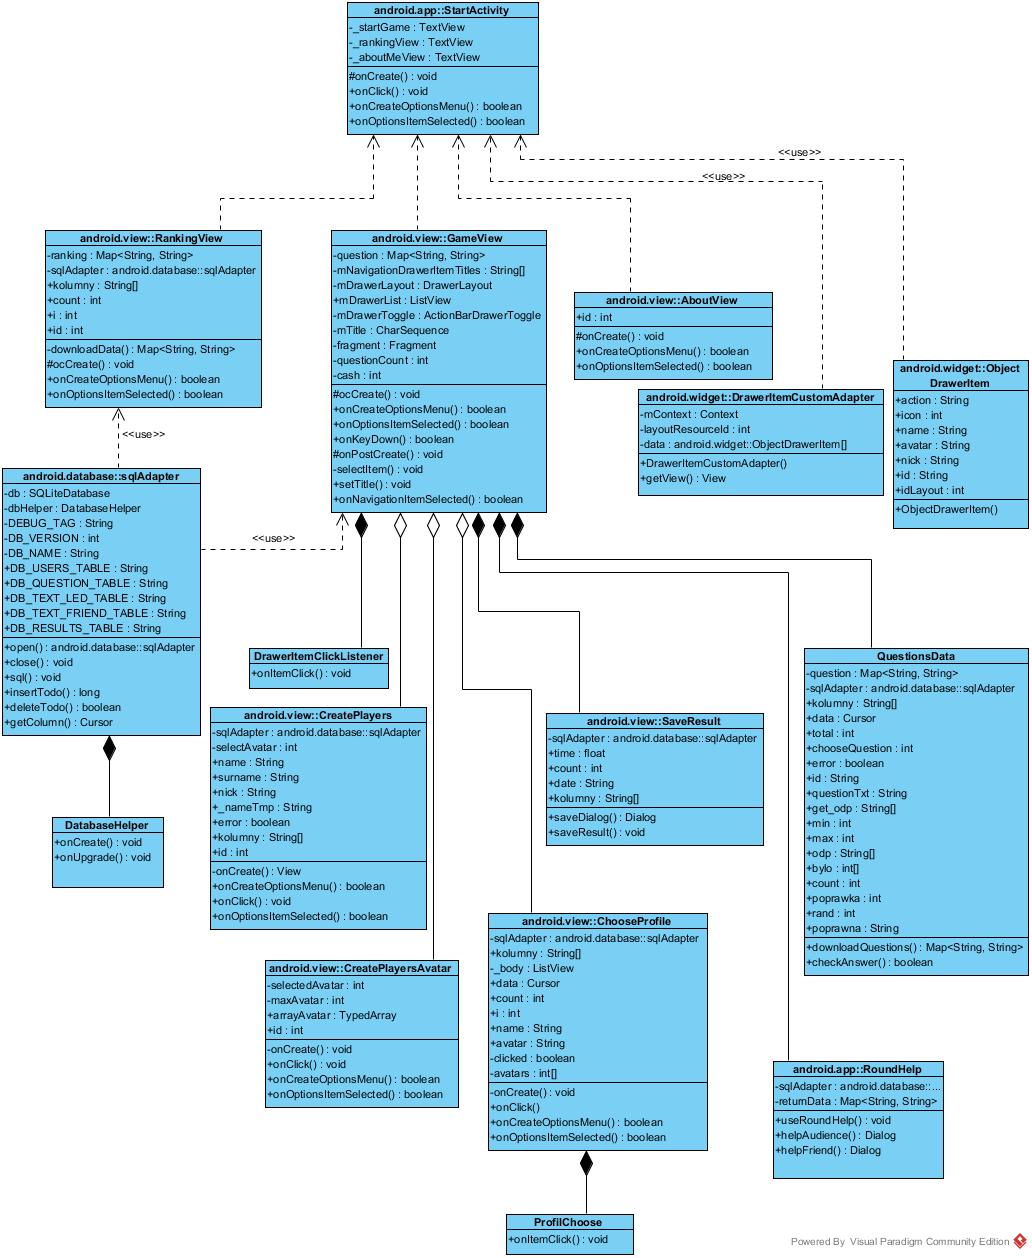 android.app::StartActivity
-_startGame : TextView
-_rankingView : TextView
-_aboutMeView : TextView
#onCreate() : void
+onClick() : void
+onCreateOptionsMenu() : boolean
+onOptionsItemSelected() : boolean
<<use>>
<<use>>
android.view::RankingView
-ranking : Map<String, String>
-sqlAdapter : android.database::sqlAdapter
+kolumny : String[]
+count : int
+i : int
+id : int
-downloadData() : Map<String, String>
#ocCreate() : void
+onCreateOptionsMenu() : boolean
+onOptionsItemSelected() : boolean
<<use>>
android.view::GameView
-question : Map<String, String>
-mNavigationDrawerItemTitles : String[]
-mDrawerLayout : DrawerLayout
+mDrawerList : ListView
-mDrawerToggle : ActionBarDrawerToggle
-mTitle : CharSequence
-fragment : Fragment
-questionCount : int
-cash : int
#ocCreate() : void
+onCreateOptionsMenu() : boolean
+onOptionsItemSelected() : boolean
+onKeyDown() : boolean
#onPostCreate() : void
-selectItem() : void
+setTitle() : void
+onNavigationItemSelected() : boolean
android.view::AboutView
+id : int
#onCreate() : void
+onCreateOptionsMenu() : boolean
+onOptionsItemSelected() : boolean
android.widget::DrawerItemCustomAdapter
-mContext : Context
-layoutResourceId : int
-data : android.widget::ObjectDrawerItem[]
+DrawerItemCustomAdapter()
+getView() : View
android.widget::Object
DrawerItem
+action : String
+icon : int
+name : String
+avatar : String
+nick : String
+id : String
+idLayout : int
+ObjectDrawerItem()
android.database::sqlAdapter
-db : SQLiteDatabase
-dbHelper : DatabaseHelper
-DEBUG_TAG : String
-DB_VERSION : int
-DB_NAME : String
+DB_USERS_TABLE : String
+DB_QUESTION_TABLE : String
+DB_TEXT_LED_TABLE : String
+DB_TEXT_FRIEND_TABLE : String
+DB_RESULTS_TABLE : String
+open() : android.database::sqlAdapter
+close() : void
+sql() : void
+insertTodo() : long
+deleteTodo() : boolean
+getColumn() : Cursor
<<use>>
DrawerItemClickListener
+onItemClick() : void
DatabaseHelper
+onCreate() : void
+onUpgrade() : void
android.view::CreatePlayers
-sqlAdapter : android.database::sqlAdapter
-selectAvatar : int
+name : String
+surname : String
+nick : String
+_nameTmp : String
+error : boolean
+kolumny : String[]
+id : int
-onCreate() : View
+onCreateOptionsMenu() : boolean
+onClick() : void
+onOptionsItemSelected() : boolean
android.view::SaveResult
-sqlAdapter : android.database::sqlAdapter
+time : float
+count : int
+date : String
+kolumny : String[]
+saveDialog() : Dialog
+saveResult() : void
QuestionsData
-question : Map<String, String>
-sqlAdapter : android.database::sqlAdapter
+kolumny : String[]
+data : Cursor
+total : int
+chooseQuestion : int
+error : boolean
+id : String
+questionTxt : String
+get_odp : String[]
+min : int
+max : int
+odp : String[]
+bylo : int[]
+count : int
+poprawka : int
+rand : int
+poprawna : String
+downloadQuestions() : Map<String, String>
+checkAnswer() : boolean
android.view::CreatePlayersAvatar
-selectedAvatar : int
-maxAvatar : int
+arrayAvatar : TypedArray
+id : int
-onCreate() : void
+onClick() : void
+onCreateOptionsMenu() : boolean
+onOptionsItemSelected() : boolean
android.view::ChooseProfile
-sqlAdapter : android.database::sqlAdapter
+kolumny : String[]
-_body : ListView
+data : Cursor
+count : int
+i : int
+name : String
+avatar : String
-clicked : boolean
-avatars : int[]
-onCreate() : void
+onClick()
+onCreateOptionsMenu() : boolean
+onOptionsItemSelected() : boolean
android.app::RoundHelp
-sqlAdapter : android.database::...
-returnData : Map<String, String>
+useRoundHelp() : void
+helpAudience() : Dialog
+helpFriend() : Dialog
ProfilChoose
+onItemClick() : void
Powered By Visual Paradigm Community Edition